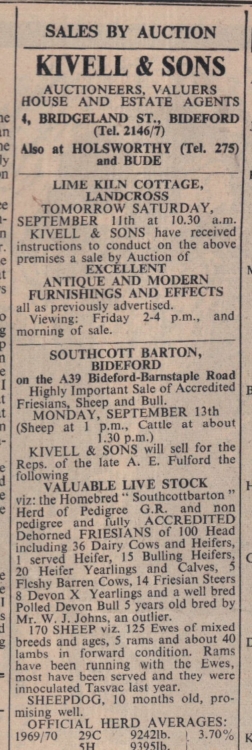 SALES BY AUCTION
KIVELL & SONS
AUCTIONEERS, VALUERS
HOUSE AND ESTATE AGENTS
4, BRIDGELAND ST., BIDEFORD
(Tel. 2146/7)
Also at HOLSWORTHY (Tel. 275)
and BUDE
LIME KILN COTTAGE,
LANDCROSS
TOMORROW SATURDAY,
SEPTEMBER 11th at 10.30 a.m.
KIVELL & SONS have received
instructions to conduct on the above
premises a sale by Auction of
EXCELLENT
ANTIQUE AND MODERN
FURNISHINGS AND EFFECTS
all as previously advertised.
Viewing: Friday 2-4 p.m., and
morning of sale.
SOUTHCOTT BARTON,
BIDEFORD
on the A39 Bideford-Barnstaple Road
Highly Important Sale of Accredited
Friesians, Sheep and Bull.
MONDAY, SEPTEMBER 13th
(Sheep at 1 p.m., Cattle at about
1.30 p.m.)
KIVELL & SONS will sell for the
Reps. of the late A. E. Fulford the
following
VALUABLE LIVE STOCK
viz: the Homebred "Southcottbarton"
Herd of Pedigree G.R. and non
pedigree and fully ACCREDITED
Dehorned FRIESIANS of 100 Head
including 36 Dairy Cows and Heifers,
1 served Heifer, 5 Bulling Heifers,
20 Heifer Yearlings and Calves, 5
Fleshy Barren Cows, 14 Friesian Steers
8 Devon X Yearlings and a well bred
Polled Devon Bull 5 years old bred by
Mr. W. J. Johns, an outlier.
170 SHEEP viz. 125 Ewes of mixed
breeds and ages, 5 rams and about 40
lambs in forward condition. Rams
have been running with the Ewes,
most have been served and they were
innoculated Tasvac last year.
SHEEPDOG, 10 months old, pro-
mising well.
OFFICIAL HERD AVERAGES:
1969/70 29C 9242lb. 3.70%
5H 9395lb.